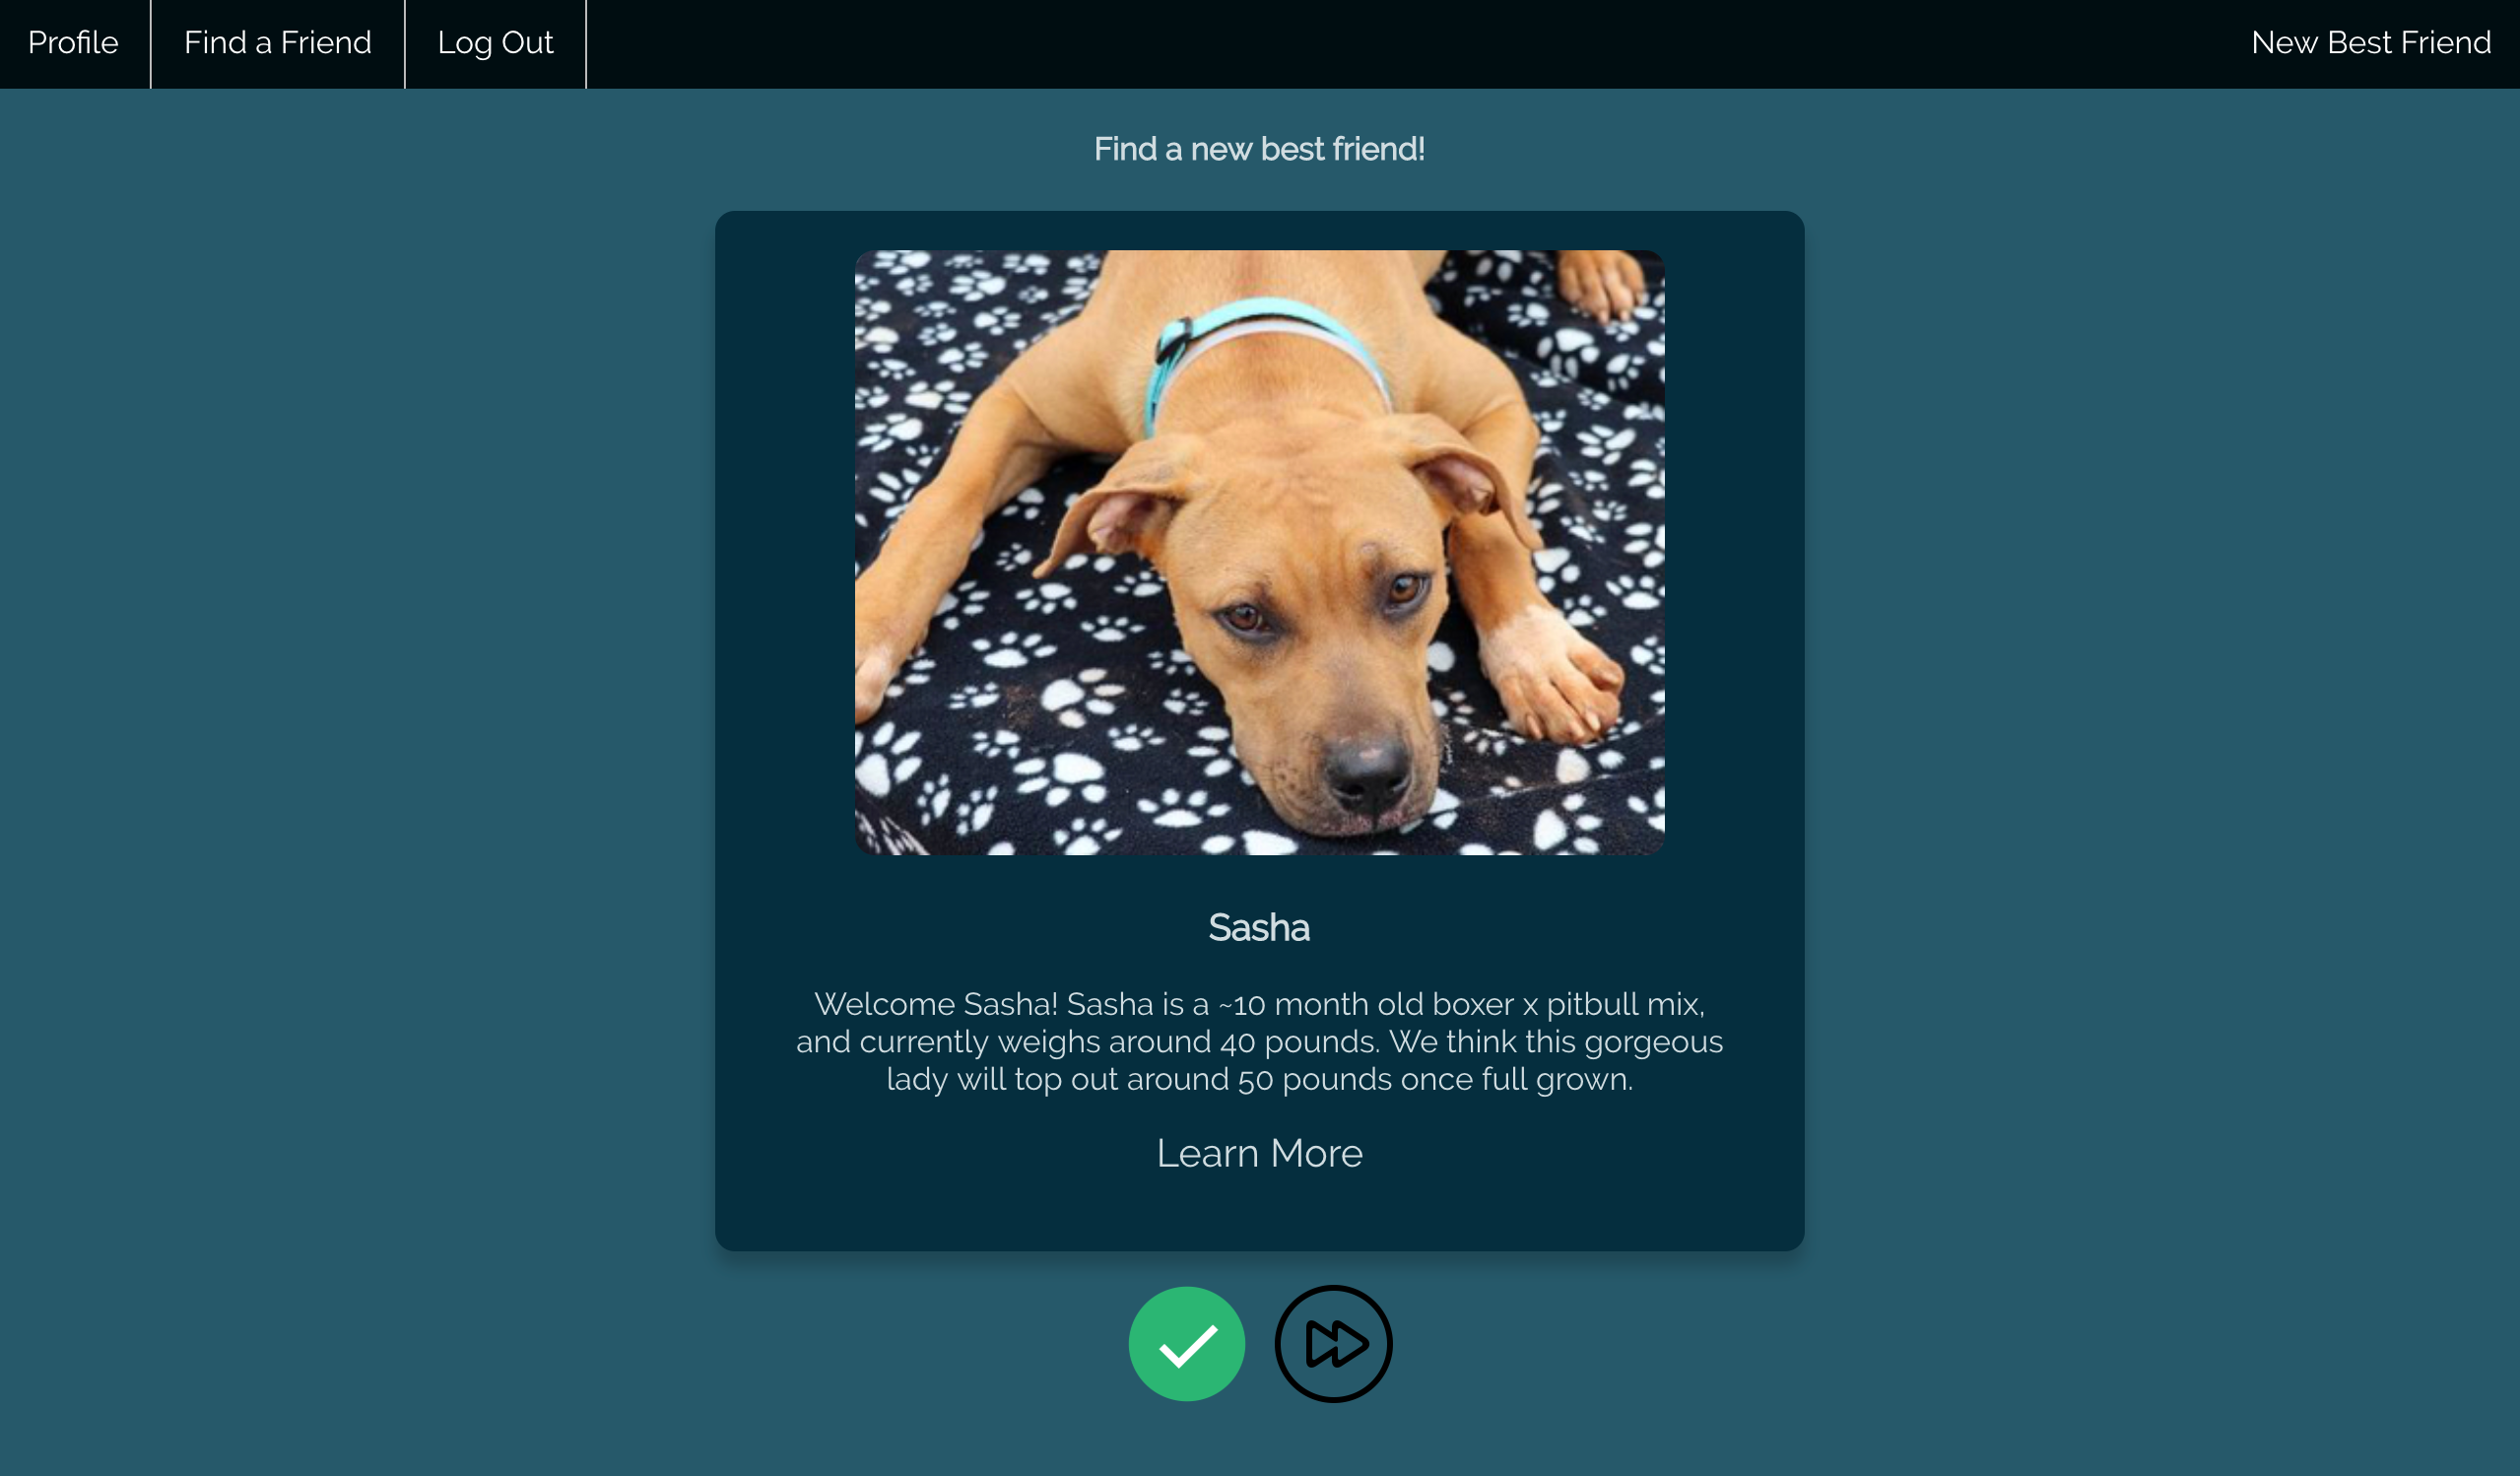 Profile
Find a Friend
Log Out
New Best Friend
Find a new best friend!
Sasha
Welcome Sasha! Sasha is a ~10 month old boxer x pitbull mix,
and currently weighs around 40 pounds. We think this gorgeous
lady will top out around 50 pounds once full grown.
Learn More